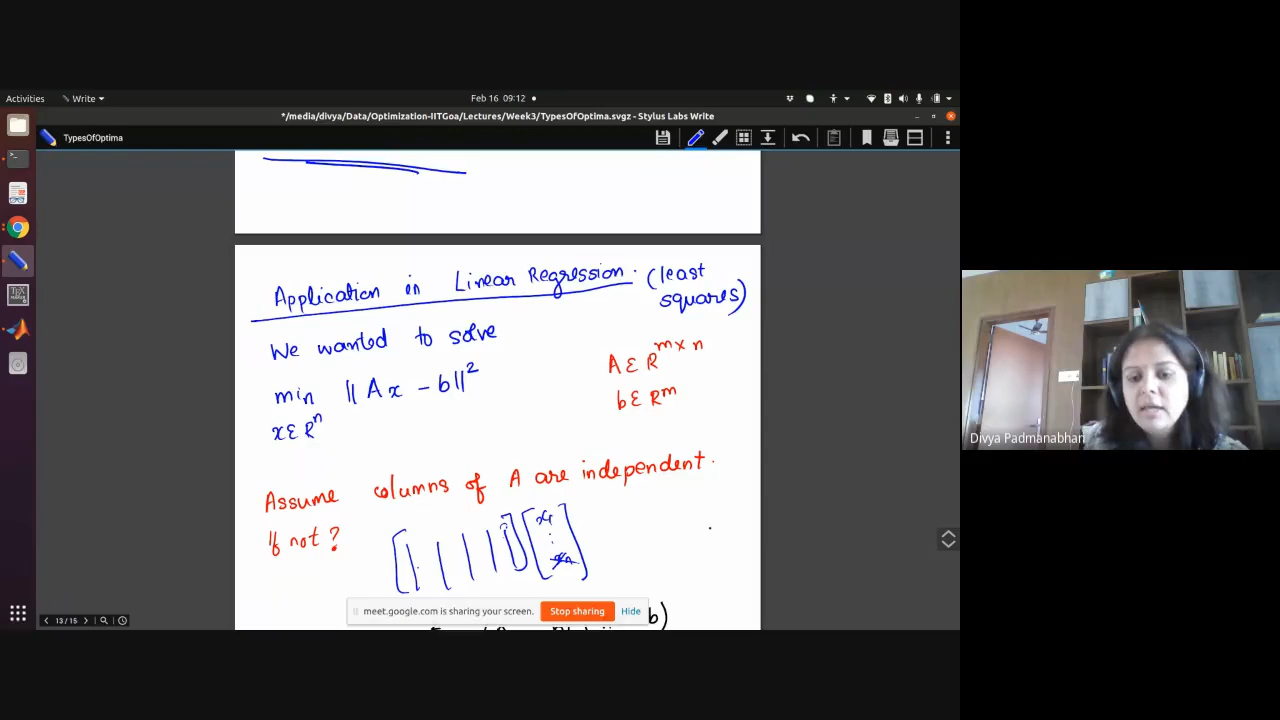 Activities
Write
Feb 16 09:12
*/media/divya/Data/Optimization-IITGoa/Lectures/Week3/TypesOfOptima.svgz - Stylus Labs Write
TypesOfOptima
Application in Linear Regression. (least squares)
We wanted to solve
min ‖Ax - b‖²
x ∈ Rⁿ
A ∈ R^{m × n}
b ∈ R^m
Assume columns of A are independent.
If not?
x₁
:
xₙ
meet.google.com is sharing your screen.
Stop sharing
Hide
b)
13 / 15
Divya Padmanabhan